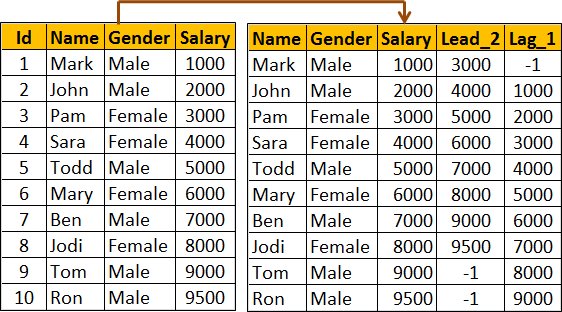 Id Name Gender Salary
1 Mark Male 1000
2 John Male 2000
3 Pam Female 3000
4 Sara Female 4000
5 Todd Male 5000
6 Mary Female 6000
7 Ben Male 7000
8 Jodi Female 8000
9 Tom Male 9000
10 Ron Male 9500
Name Gender Salary Lead_2 Lag_1
Mark Male 1000 3000 -1
John Male 2000 4000 1000
Pam Female 3000 5000 2000
Sara Female 4000 6000 3000
Todd Male 5000 7000 4000
Mary Female 6000 8000 5000
Ben Male 7000 9000 6000
Jodi Female 8000 9500 7000
Tom Male 9000 -1 8000
Ron Male 9500 -1 9000